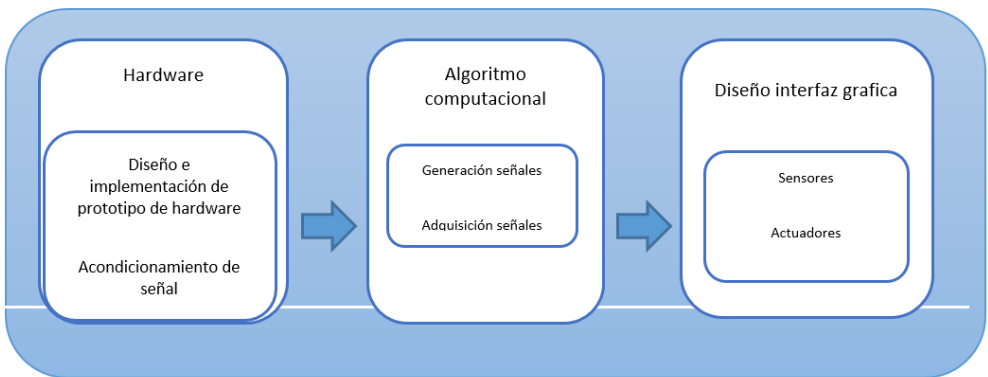 Hardware
Diseño e
implementación de
prototipo de hardware
Acondicionamiento de
señal
Algoritmo
computacional
Generación señales
Adquisición señales
Diseño interfaz grafica
Sensores
Actuadores